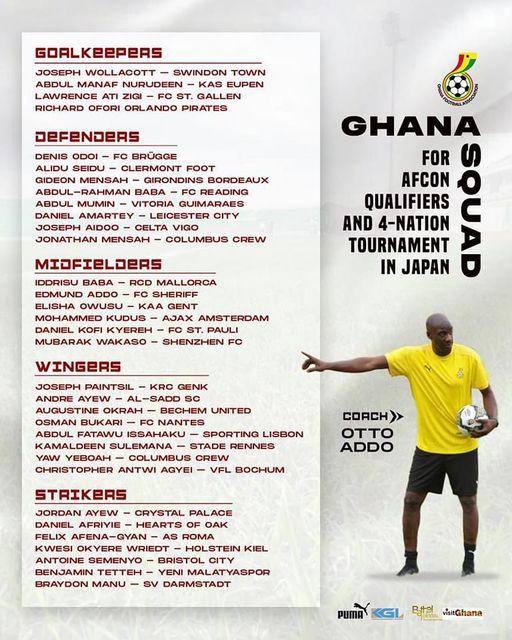 GOALKEEPERS
JOSEPH WOLLACOTT – SWINDON TOWN
ABDUL MANAF NURUDEEN – KAS EUPEN
LAWRENCE ATI ZIGI – FC ST. GALLEN
RICHARD OFORI ORLANDO PIRATES
DEFENDERS
DENIS ODOI – FC BRÜGGE
ALIDU SEIDU – CLERMONT FOOT
GIDEON MENSAH – GIRONDINS BORDEAUX
ABDUL-RAHMAN BABA – FC READING
ABDUL MUMIN – VITORIA GUIMARAES
DANIEL AMARTEY – LEICESTER CITY
JOSEPH AIDOO – CELTA VIGO
JONATHAN MENSAH – COLUMBUS CREW
MIDFIELDERS
IDDRISU BABA – RCD MALLORCA
EDMUND ADDO – FC SHERIFF
ELISHA OWUSU – KAA GENT
MOHAMMED KUDUS – AJAX AMSTERDAM
DANIEL KOFI KYEREH – FC ST. PAULI
MUBARAK WAKASO – SHENZHEN FC
WINGERS
JOSEPH PAINTSIL – KRC GENK
ANDRE AYEW – AL-SADD SC
AUGUSTINE OKRAH – BECHEM UNITED
OSMAN BUKARI – FC NANTES
ABDUL FATAWU ISSAHAKU – SPORTING LISBON
KAMALDEEN SULEMANA – STADE RENNES
YAW YEBOAH – COLUMBUS CREW
CHRISTOPHER ANTWI AGYEI – VFL BOCHUM
STRIKERS
JORDAN AYEW – CRYSTAL PALACE
DANIEL AFRIYIE – HEARTS OF OAK
FELIX AFENA-GYAN – AS ROMA
KWESI OKYERE WRIEDT – HOLSTEIN KIEL
ANTOINE SEMENYO – BRISTOL CITY
BENJAMIN TETTEH – YENI MALATYASPOR
BRAYDON MANU – SV DARMSTADT
GHANA FOOTBALL ASSOCIATION
GHANA
SQUAD
FOR
AFCON
QUALIFIERS
AND 4-NATION
TOURNAMENT
IN JAPAN
COACH
OTTO
ADDO
PUMA
KGL
visitGhana